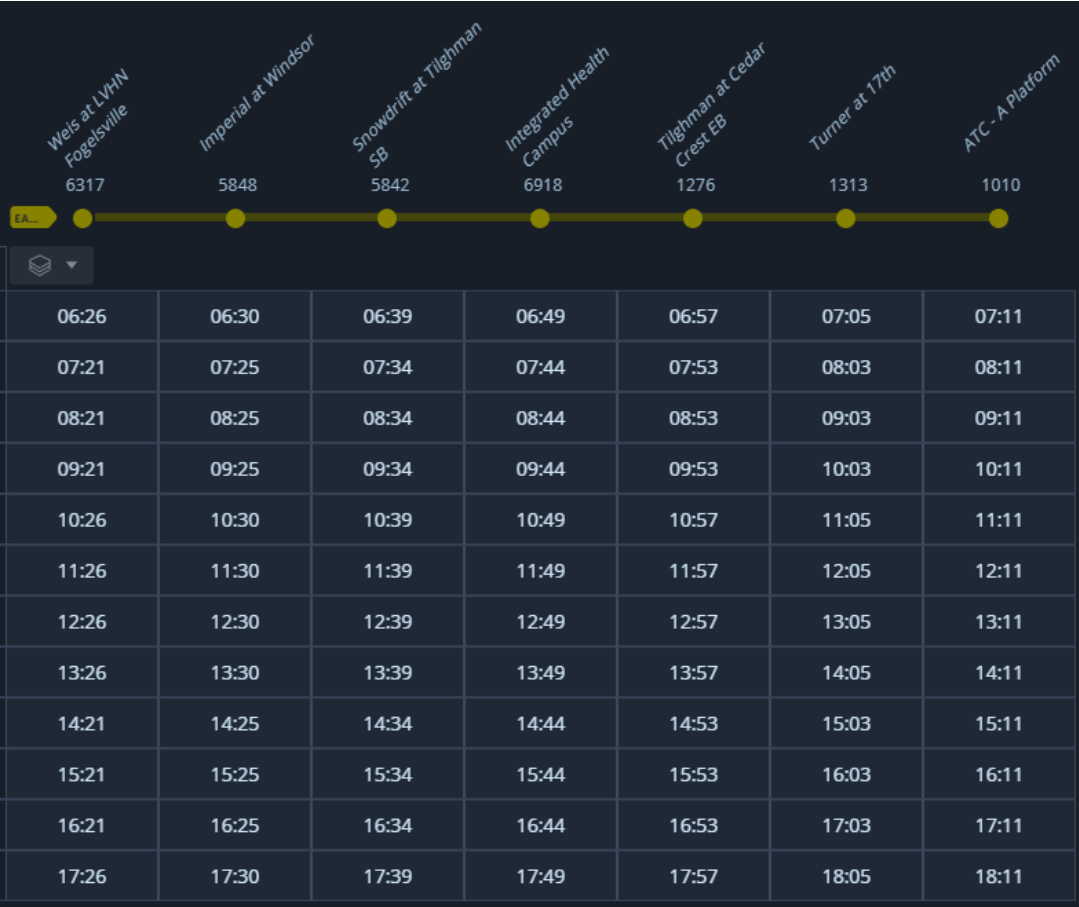 Weis at LVHN
Fogelsville
Imperial at Windsor
Snowdrift at Tilghman
SB
Integrated Health
Campus
Tilghman at Cedar
Crest EB
Turner at 17th
ATC - A Platform
6317 5848 5842 6918 1276 1313 1010
EA...
06:26 06:30 06:39 06:49 06:57 07:05 07:11
07:21 07:25 07:34 07:44 07:53 08:03 08:11
08:21 08:25 08:34 08:44 08:53 09:03 09:11
09:21 09:25 09:34 09:44 09:53 10:03 10:11
10:26 10:30 10:39 10:49 10:57 11:05 11:11
11:26 11:30 11:39 11:49 11:57 12:05 12:11
12:26 12:30 12:39 12:49 12:57 13:05 13:11
13:26 13:30 13:39 13:49 13:57 14:05 14:11
14:21 14:25 14:34 14:44 14:53 15:03 15:11
15:21 15:25 15:34 15:44 15:53 16:03 16:11
16:21 16:25 16:34 16:44 16:53 17:03 17:11
17:26 17:30 17:39 17:49 17:57 18:05 18:11